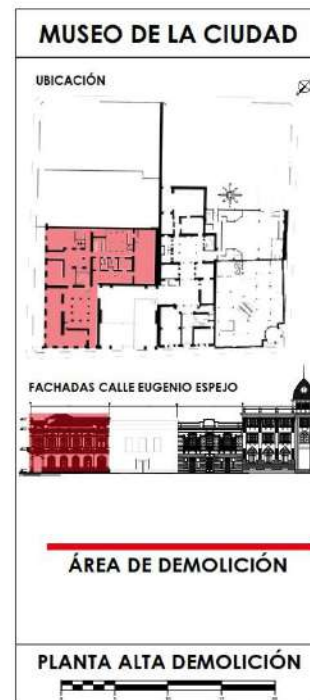 MUSEO DE LA CIUDAD
UBICACIÓN
FACHADAS CALLE EUGENIO ESPEJO
ÁREA DE DEMOLICIÓN
PLANTA ALTA DEMOLICIÓN